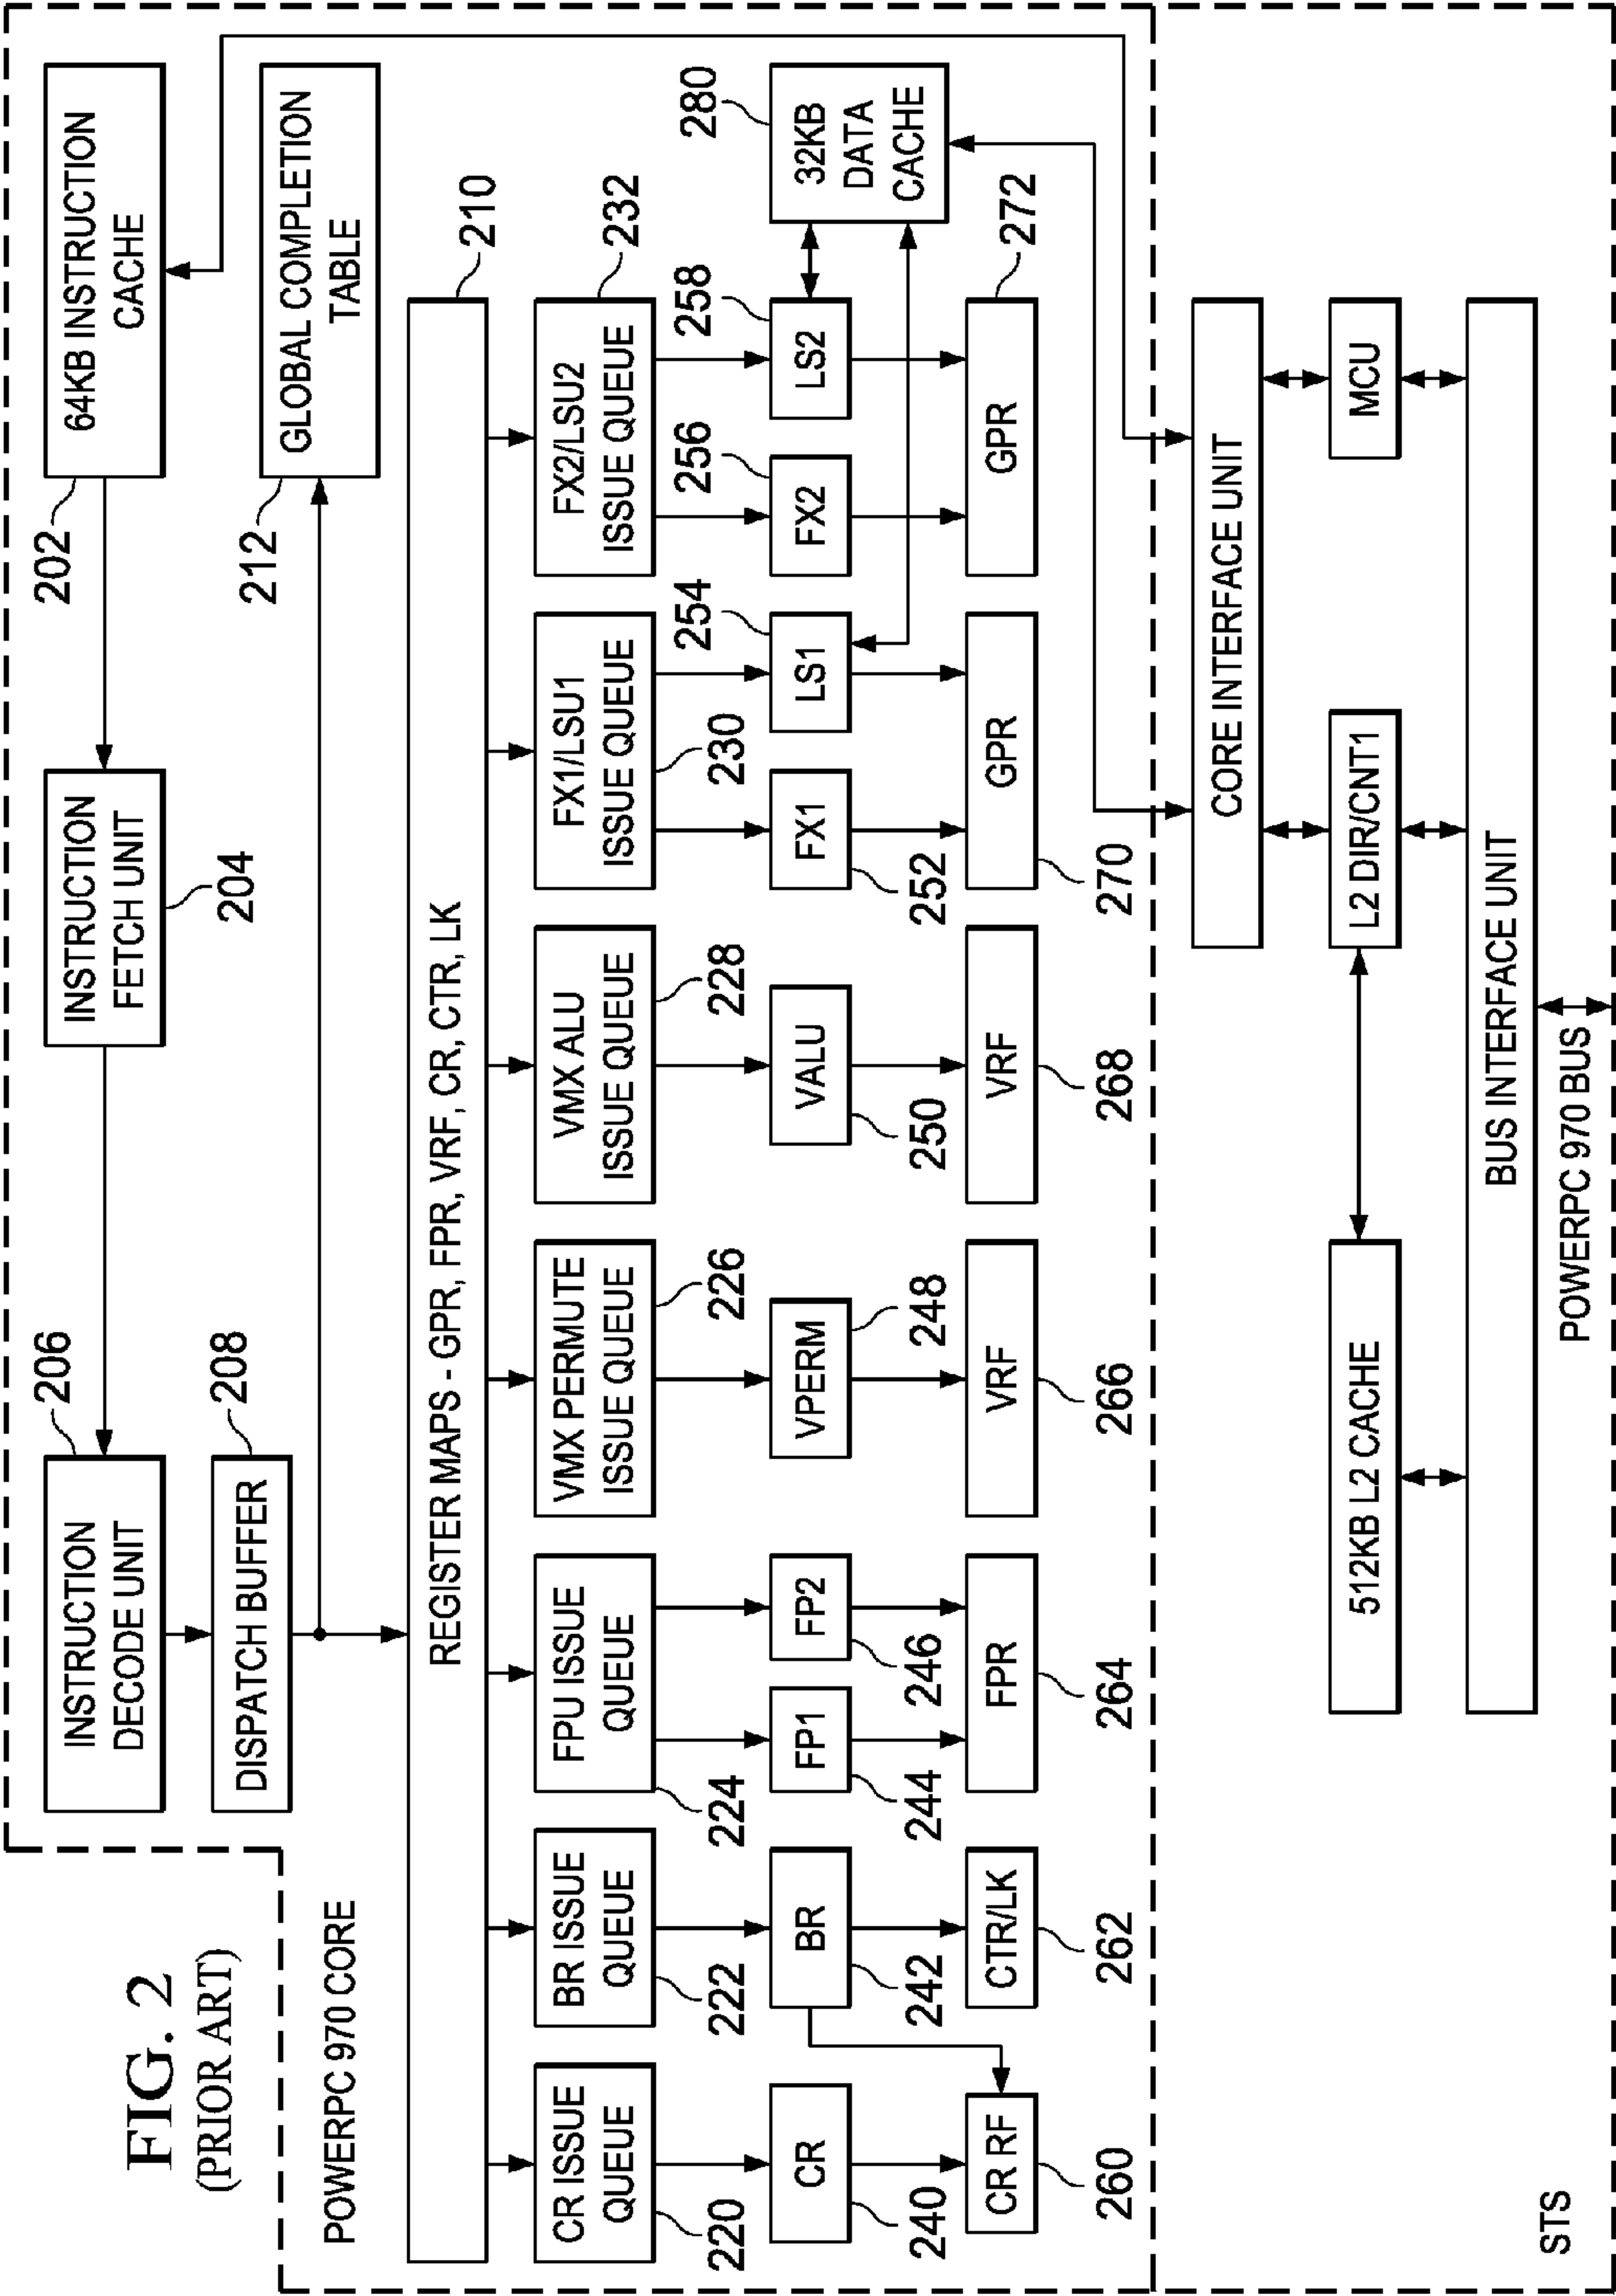 FIG. 2
(PRIOR ART)
206
INSTRUCTION
DECODE UNIT
INSTRUCTION
FETCH UNIT
204
202
64KB INSTRUCTION
CACHE
208
DISPATCH BUFFER
212
GLOBAL COMPLETION
TABLE
POWERPC 970 CORE
REGISTER MAPS - GPR, FPR, VRF, CR, CTR, LK
210
CR ISSUE
QUEUE
220
BR ISSUE
QUEUE
222
FPU ISSUE
QUEUE
224
VMX PERMUTE
ISSUE QUEUE
226
VMX ALU
ISSUE QUEUE
228
FX1/LSU1
ISSUE QUEUE
230
FX2/LSU2
ISSUE QUEUE
232
CR
240
BR
242
FP1
244
FP2
246
VPERM
248
VALU
250
FX1
252
LS1
254
FX2
256
LS2
258
32KB
DATA
CACHE
280
CR RF
260
CTR/LK
262
FPR
264
VRF
266
VRF
268
GPR
270
GPR
272
CORE INTERFACE UNIT
512KB L2 CACHE
L2 DIR/CNT1
MCU
BUS INTERFACE UNIT
STS
POWERPC 970 BUS